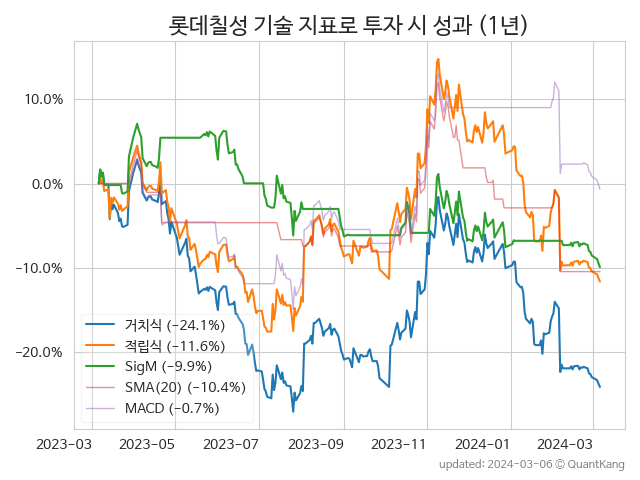 롯데칠성 기술 지표로 투자 시 성과 (1년)
10.0%
0.0%
−10.0%
−20.0%
거치식 (−24.1%)
적립식 (−11.6%)
SigM (−9.9%)
SMA(20) (−10.4%)
MACD (−0.7%)
2023-03 2023-05 2023-07 2023-09 2023-11 2024-01 2024-03
updated: 2024-03-06 ⓒ QuantKang